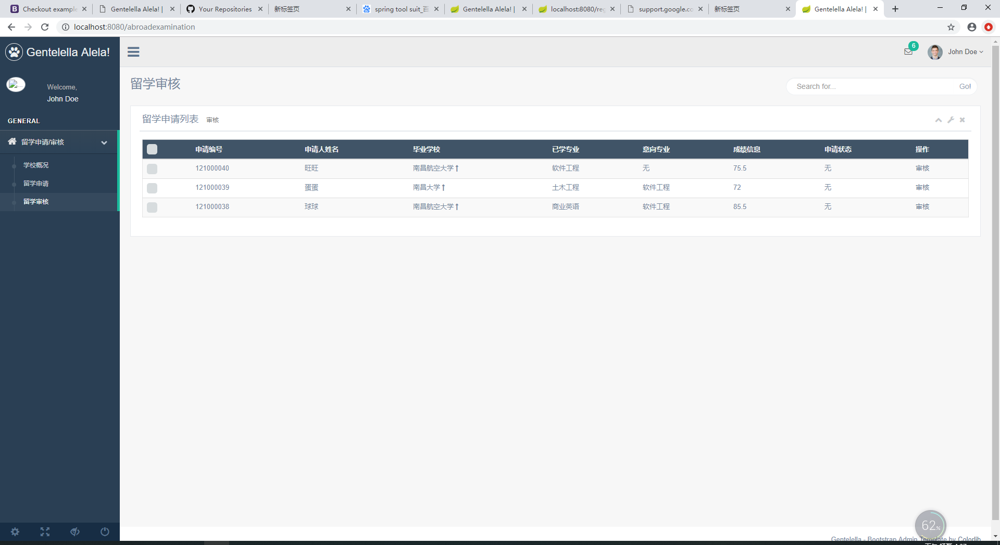 Checkout example
Gentelella Alela! |
Your Repositories
新标签页
spring tool suit_百
Gentelella Alela! |
localhost:8080/reg
support.google.co
新标签页
Gentelella Alela! |
localhost:8080/abroadexamination
Gentelella Alela!
6
John Doe
Welcome,
John Doe
GENERAL
留学申请/审核
学校概况
留学申请
留学审核
留学审核
Search for...
Go!
留学申请列表 审核
申请编号 申请人姓名 毕业学校 已学专业 意向专业 成绩信息 申请状态 操作
121000040 旺旺 南昌航空大学 软件工程 无 75.5 无 审核
121000039 蛋蛋 南昌大学 土木工程 软件工程 72 无 审核
121000038 球球 南昌航空大学 商业英语 软件工程 85.5 无 审核
62%
Gentelella - Bootstrap Admin Template by Colorlib